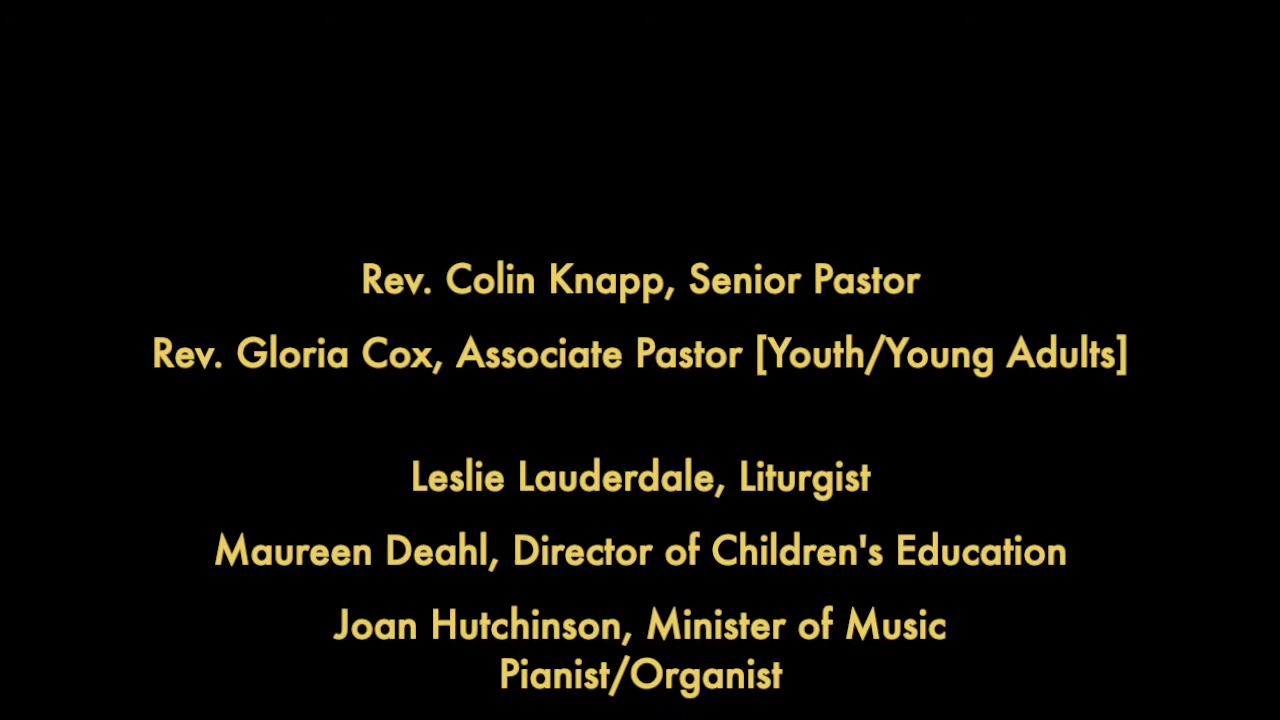 Rev. Colin Knapp, Senior Pastor
Rev. Gloria Cox, Associate Pastor [Youth/Young Adults]
Leslie Lauderdale, Liturgist
Maureen Deahl, Director of Children's Education
Joan Hutchinson, Minister of Music
Pianist/Organist